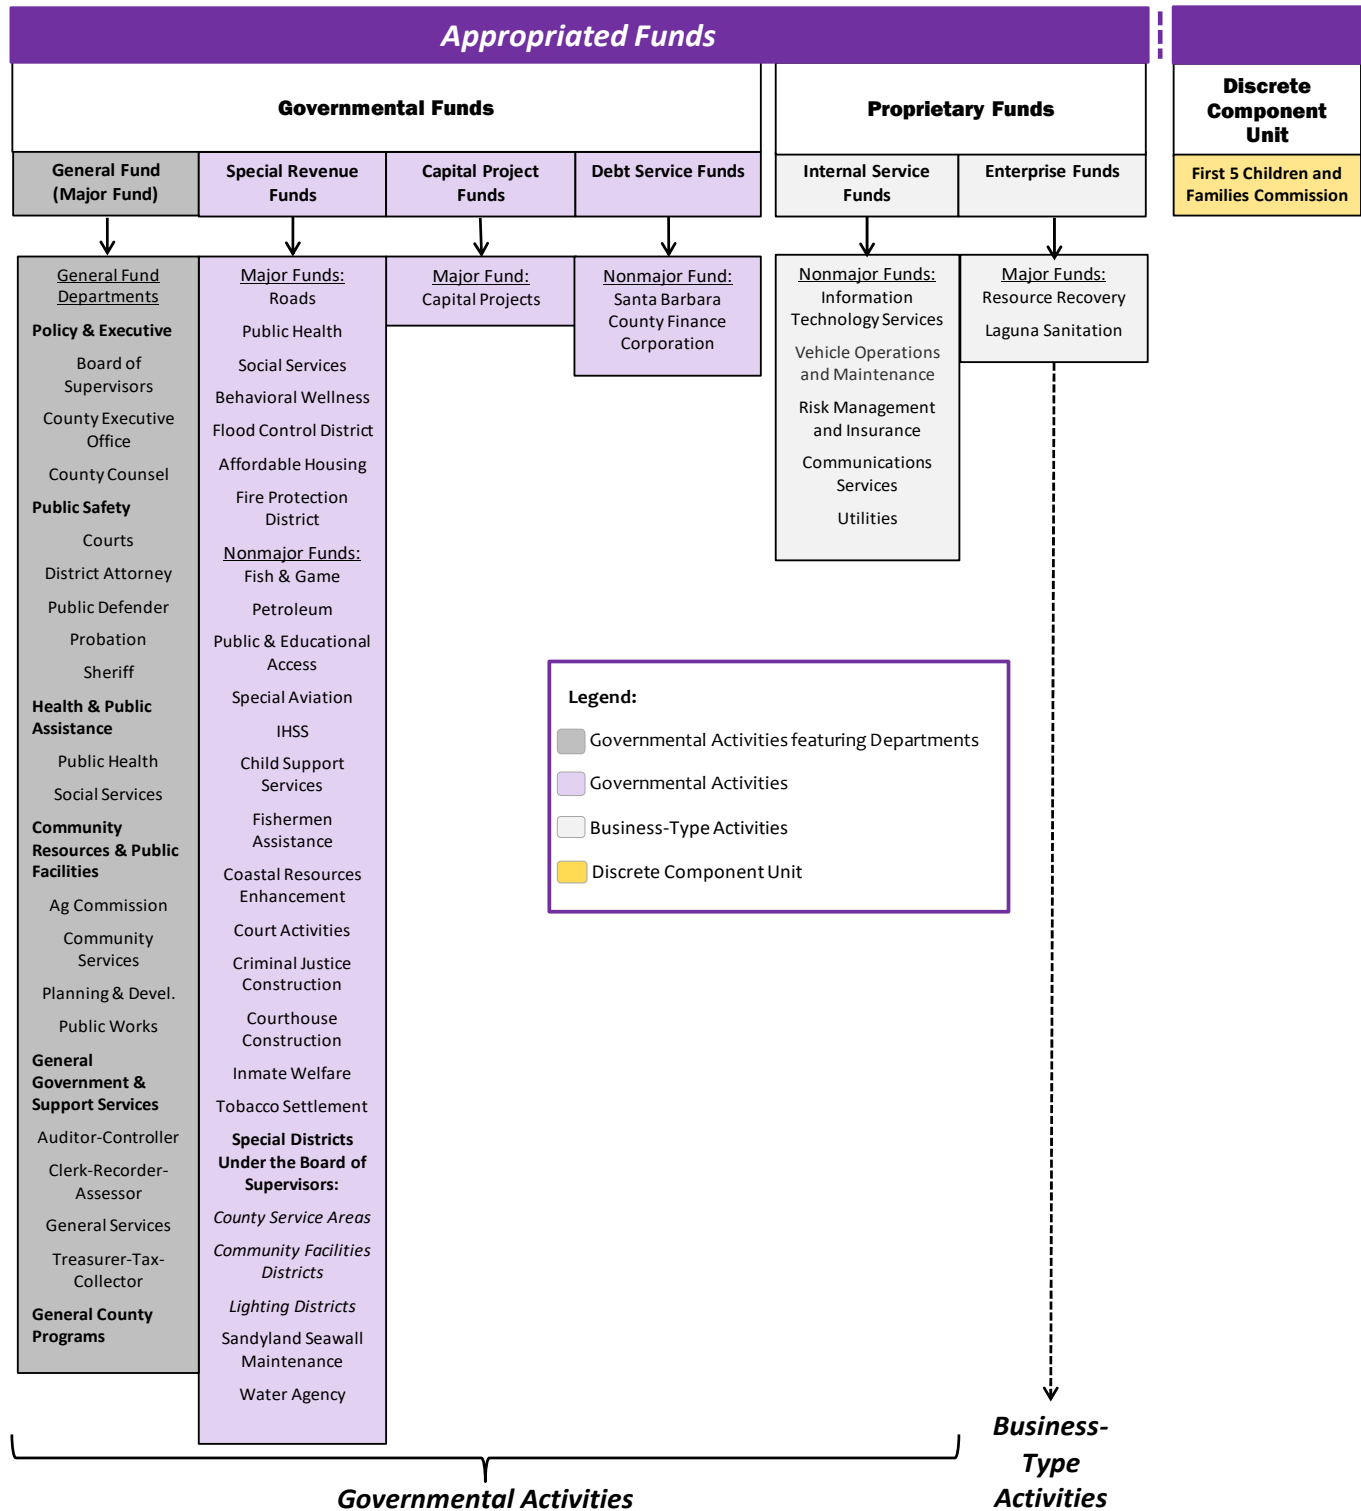 Appropriated Funds
Governmental Funds
Proprietary Funds
Discrete
Component
Unit
General Fund
(Major Fund)
Special Revenue
Funds
Capital Project
Funds
Debt Service Funds
Internal Service
Funds
Enterprise Funds
First 5 Children and
Families Commission
General Fund
Departments
Policy & Executive
Board of
Supervisors
County Executive
Office
County Counsel
Public Safety
Courts
District Attorney
Public Defender
Probation
Sheriff
Health & Public
Assistance
Public Health
Social Services
Community
Resources & Public
Facilities
Ag Commission
Community
Services
Planning & Devel.
Public Works
General
Government &
Support Services
Auditor-Controller
Clerk-Recorder-
Assessor
General Services
Treasurer-Tax-
Collector
General County
Programs
Major Funds:
Roads
Public Health
Social Services
Behavioral Wellness
Flood Control District
Affordable Housing
Fire Protection
District
Nonmajor Funds:
Fish & Game
Petroleum
Public & Educational
Access
Special Aviation
IHSS
Child Support
Services
Fishermen
Assistance
Coastal Resources
Enhancement
Court Activities
Criminal Justice
Construction
Courthouse
Construction
Inmate Welfare
Tobacco Settlement
Special Districts
Under the Board of
Supervisors:
County Service Areas
Community Facilities
Districts
Lighting Districts
Sandyland Seawall
Maintenance
Water Agency
Major Fund:
Capital Projects
Nonmajor Fund:
Santa Barbara
County Finance
Corporation
Nonmajor Funds:
Information
Technology Services
Vehicle Operations
and Maintenance
Risk Management
and Insurance
Communications
Services
Utilities
Major Funds:
Resource Recovery
Laguna Sanitation
Legend:
Governmental Activities featuring Departments
Governmental Activities
Business-Type Activities
Discrete Component Unit
Governmental Activities
Business-
Type
Activities